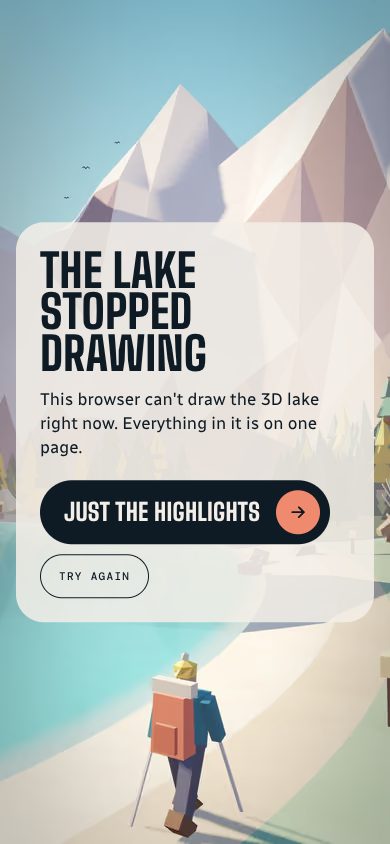 THE LAKE
STOPPED
DRAWING
This browser can't draw the 3D lake
right now. Everything in it is on one
page.
JUST THE HIGHLIGHTS
TRY AGAIN